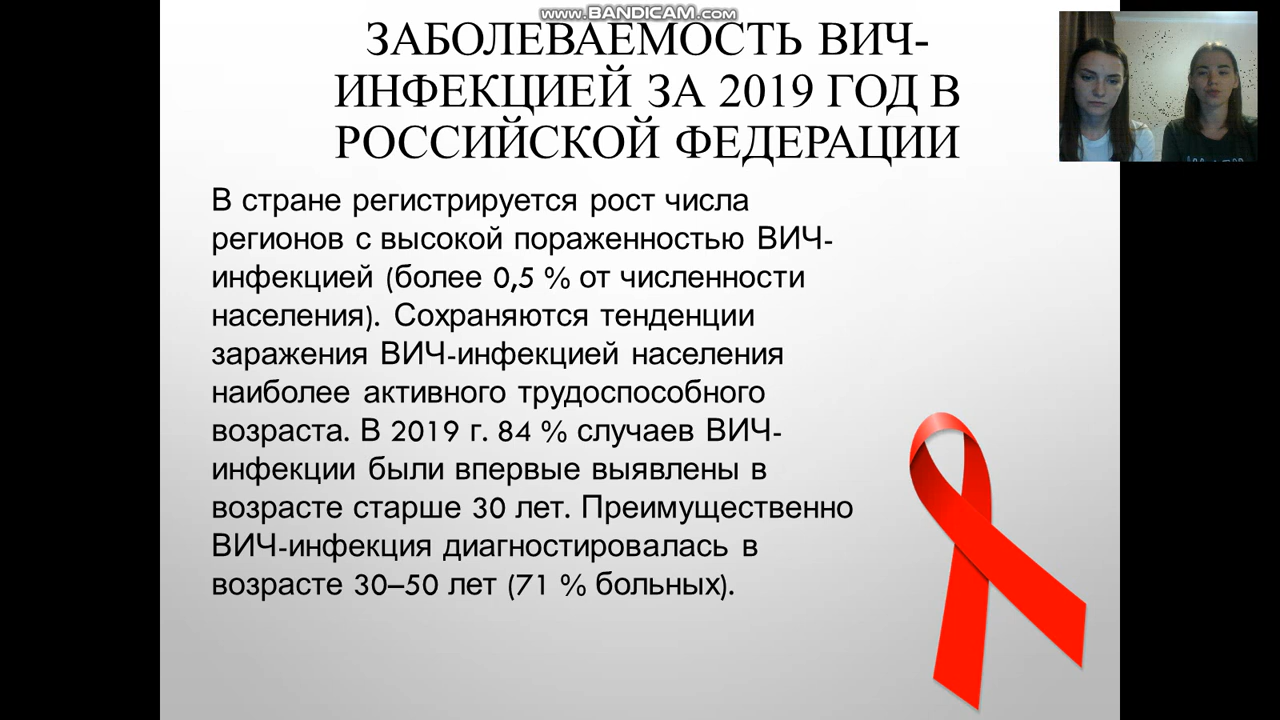 www.BANDICAM.com
ЗАБОЛЕВАЕМОСТЬ ВИЧ-
ИНФЕКЦИЕЙ ЗА 2019 ГОД В
РОССИЙСКОЙ ФЕДЕРАЦИИ
В стране регистрируется рост числа
регионов с высокой пораженностью ВИЧ-
инфекцией (более 0,5 % от численности
населения). Сохраняются тенденции
заражения ВИЧ-инфекцией населения
наиболее активного трудоспособного
возраста. В 2019 г. 84 % случаев ВИЧ-
инфекции были впервые выявлены в
возрасте старше 30 лет. Преимущественно
ВИЧ-инфекция диагностировалась в
возрасте 30–50 лет (71 % больных).